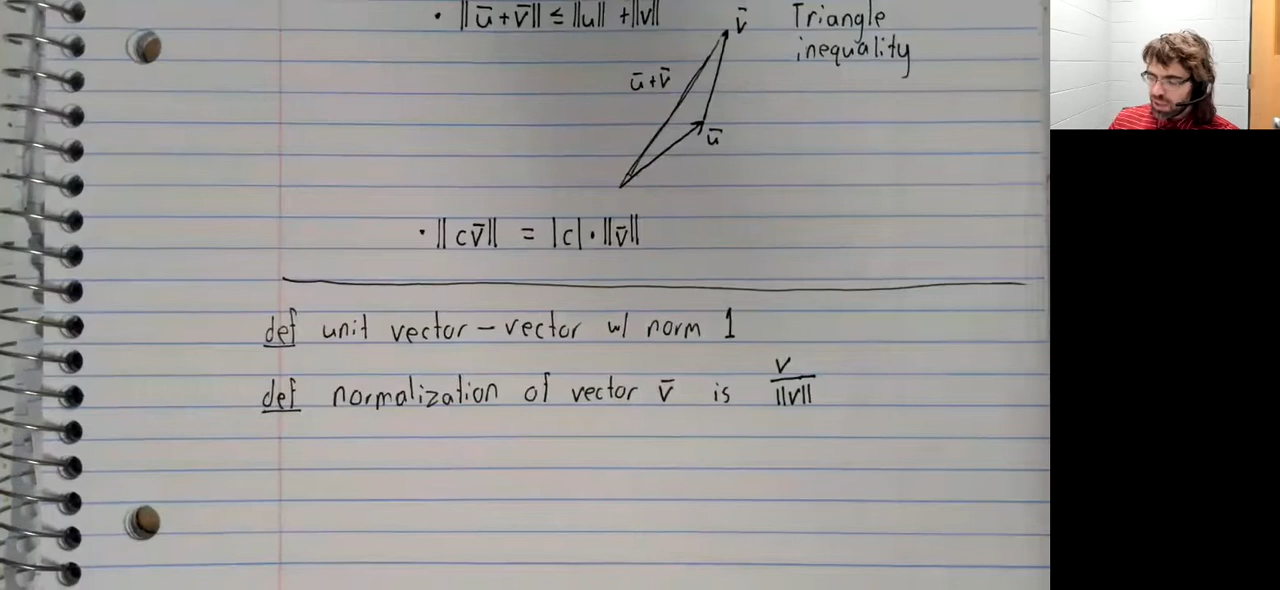 • ‖ū+v̄‖ ≤ ‖u‖ + ‖v‖
v̄
Triangle
inequality
ū+v̄
ū
• ‖cv̄‖ = |c|·‖v̄‖
def unit vector – vector w/ norm 1
def normalization of vector v̄ is v/‖v‖